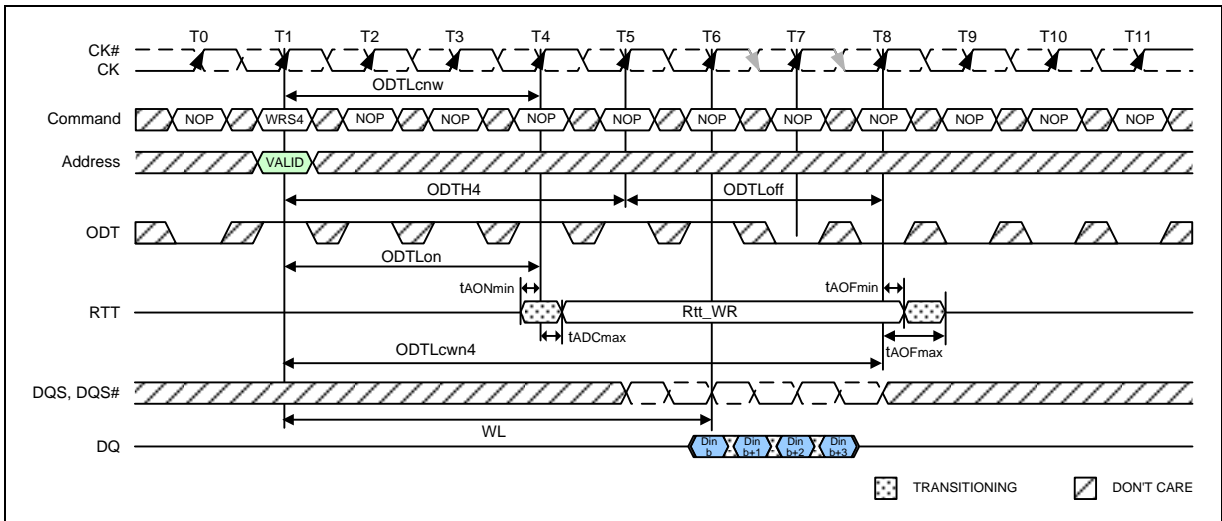 T0 T1 T2 T3 T4 T5 T6 T7 T8 T9 T10 T11
CK#
CK
ODTLcnw
Command NOP WRS4 NOP NOP NOP NOP NOP NOP NOP NOP NOP NOP
Address VALID
ODTH4 ODTLoff
ODT
ODTLon
tAONmin tAOFmin
RTT Rtt_WR
tADCmax tAOFmax
ODTLcwn4
DQS, DQS#
WL
DQ Din b Din b+1 Din b+2 Din b+3
TRANSITIONING DON'T CARE